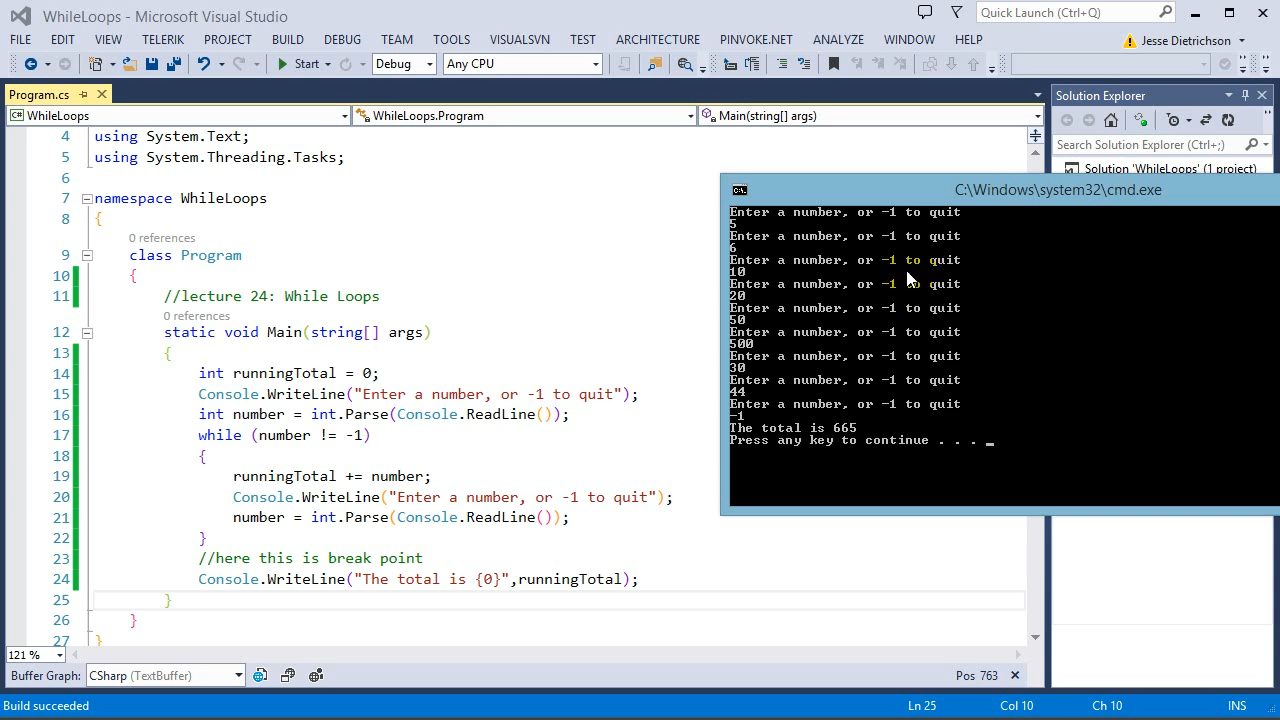 WhileLoops - Microsoft Visual Studio
Quick Launch (Ctrl+Q)
FILE EDIT VIEW TELERIK PROJECT BUILD DEBUG TEAM TOOLS VISUALSVN TEST ARCHITECTURE PINVOKE.NET ANALYZE WINDOW HELP
Jesse Dietrichson
Start Debug Any CPU
Program.cs
WhileLoops WhileLoops.Program Main(string[] args)
4 using System.Text;
5 using System.Threading.Tasks;
6
7 namespace WhileLoops
8 {
0 references
9 class Program
10 {
11 //lecture 24: While Loops
0 references
12 static void Main(string[] args)
13 {
14 int runningTotal = 0;
15 Console.WriteLine("Enter a number, or -1 to quit");
16 int number = int.Parse(Console.ReadLine());
17 while (number != -1)
18 {
19 runningTotal += number;
20 Console.WriteLine("Enter a number, or -1 to quit");
21 number = int.Parse(Console.ReadLine());
22 }
23 //here this is break point
24 Console.WriteLine("The total is {0}",runningTotal);
25 }
26 }
27 }
121 %
Buffer Graph: CSharp (TextBuffer) Pos 763
Build succeeded Ln 25 Col 10 Ch 10 INS
Solution Explorer
Search Solution Explorer (Ctrl+;)
Solution 'WhileLoops' (1 project)
C:\Windows\system32\cmd.exe
Enter a number, or -1 to quit
5
Enter a number, or -1 to quit
6
Enter a number, or -1 to quit
10
Enter a number, or -1 to quit
20
Enter a number, or -1 to quit
50
Enter a number, or -1 to quit
500
Enter a number, or -1 to quit
30
Enter a number, or -1 to quit
44
Enter a number, or -1 to quit
-1
The total is 665
Press any key to continue . . . _